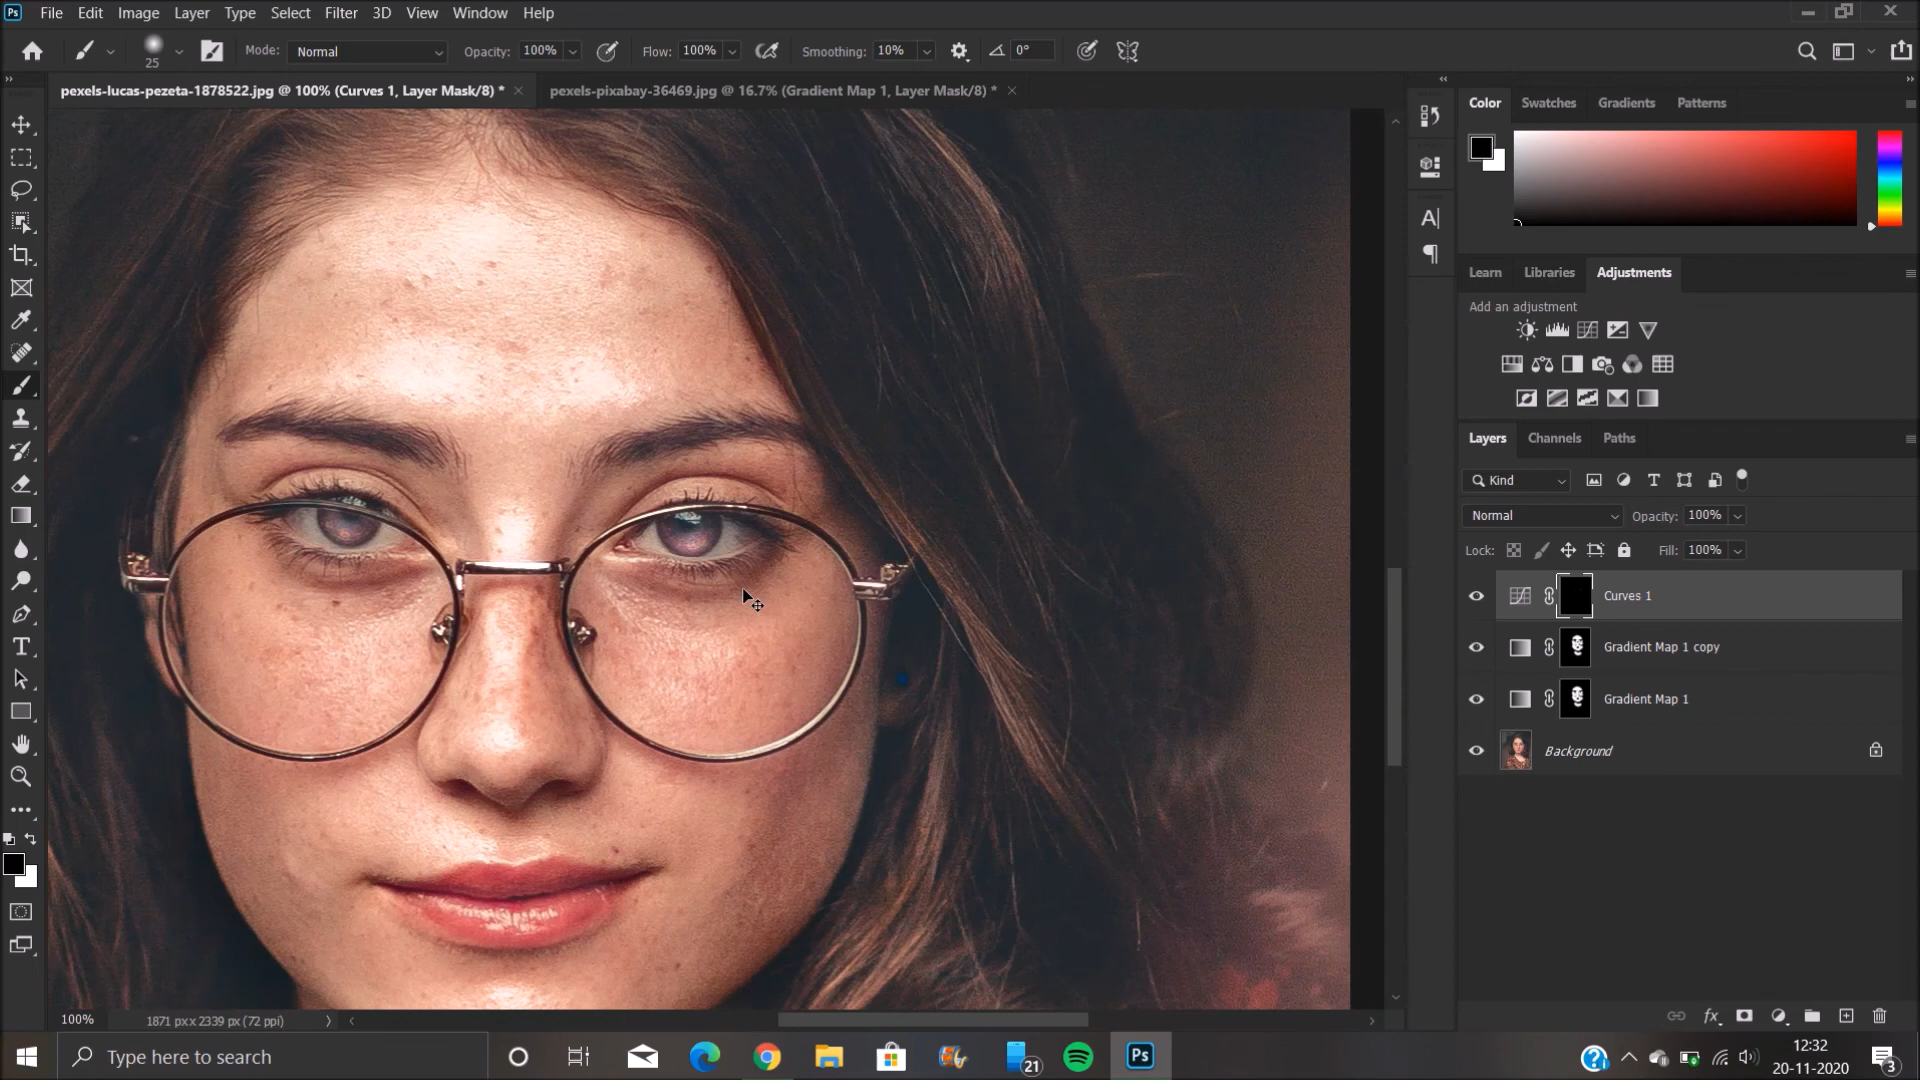 Ps File Edit Image Layer Type Select Filter 3D View Window Help
25 Mode: Normal Opacity: 100% Flow: 100% Smoothing: 10% 0°
pexels-lucas-pezeta-1878522.jpg @ 100% (Curves 1, Layer Mask/8) * pexels-pixabay-36469.jpg @ 16.7% (Gradient Map 1, Layer Mask/8) *
Color Swatches Gradients Patterns
Learn Libraries Adjustments
Add an adjustment
Layers Channels Paths
Kind
Normal Opacity: 100%
Lock: Fill: 100%
Curves 1
Gradient Map 1 copy
Gradient Map 1
Background
100% 1871 px x 2339 px (72 ppi)
Type here to search 21 Ps 12:32
20-11-2020 3